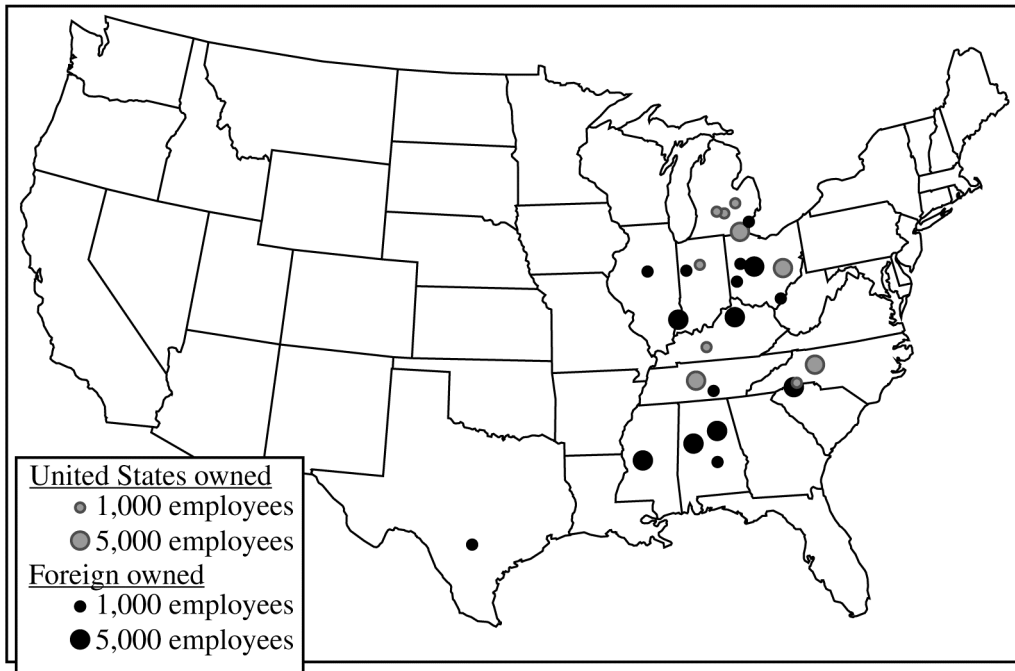 United States owned
1,000 employees
5,000 employees
Foreign owned
1,000 employees
5,000 employees